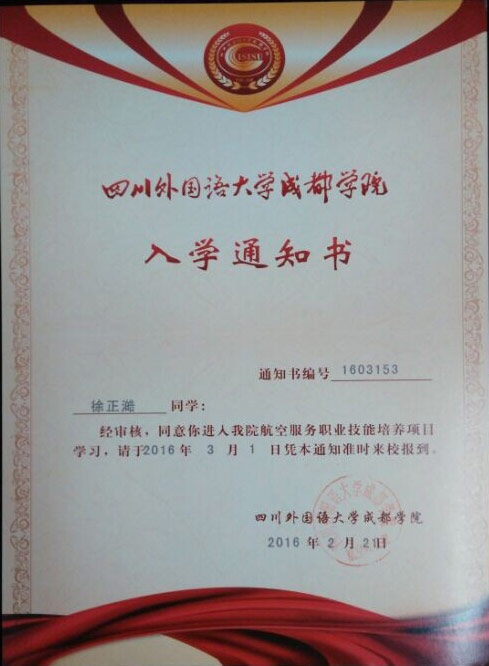 四川外国语大学成都学院
入学通知书
通知书编号 1603153
徐正澔 同学：
经审核，同意你进入我院航空服务职业技能培养项目
学习，请于2016 年 3 月 1 日凭本通知准时来校报到。
四川外国语大学成都学院
2016 年 2 月 21日